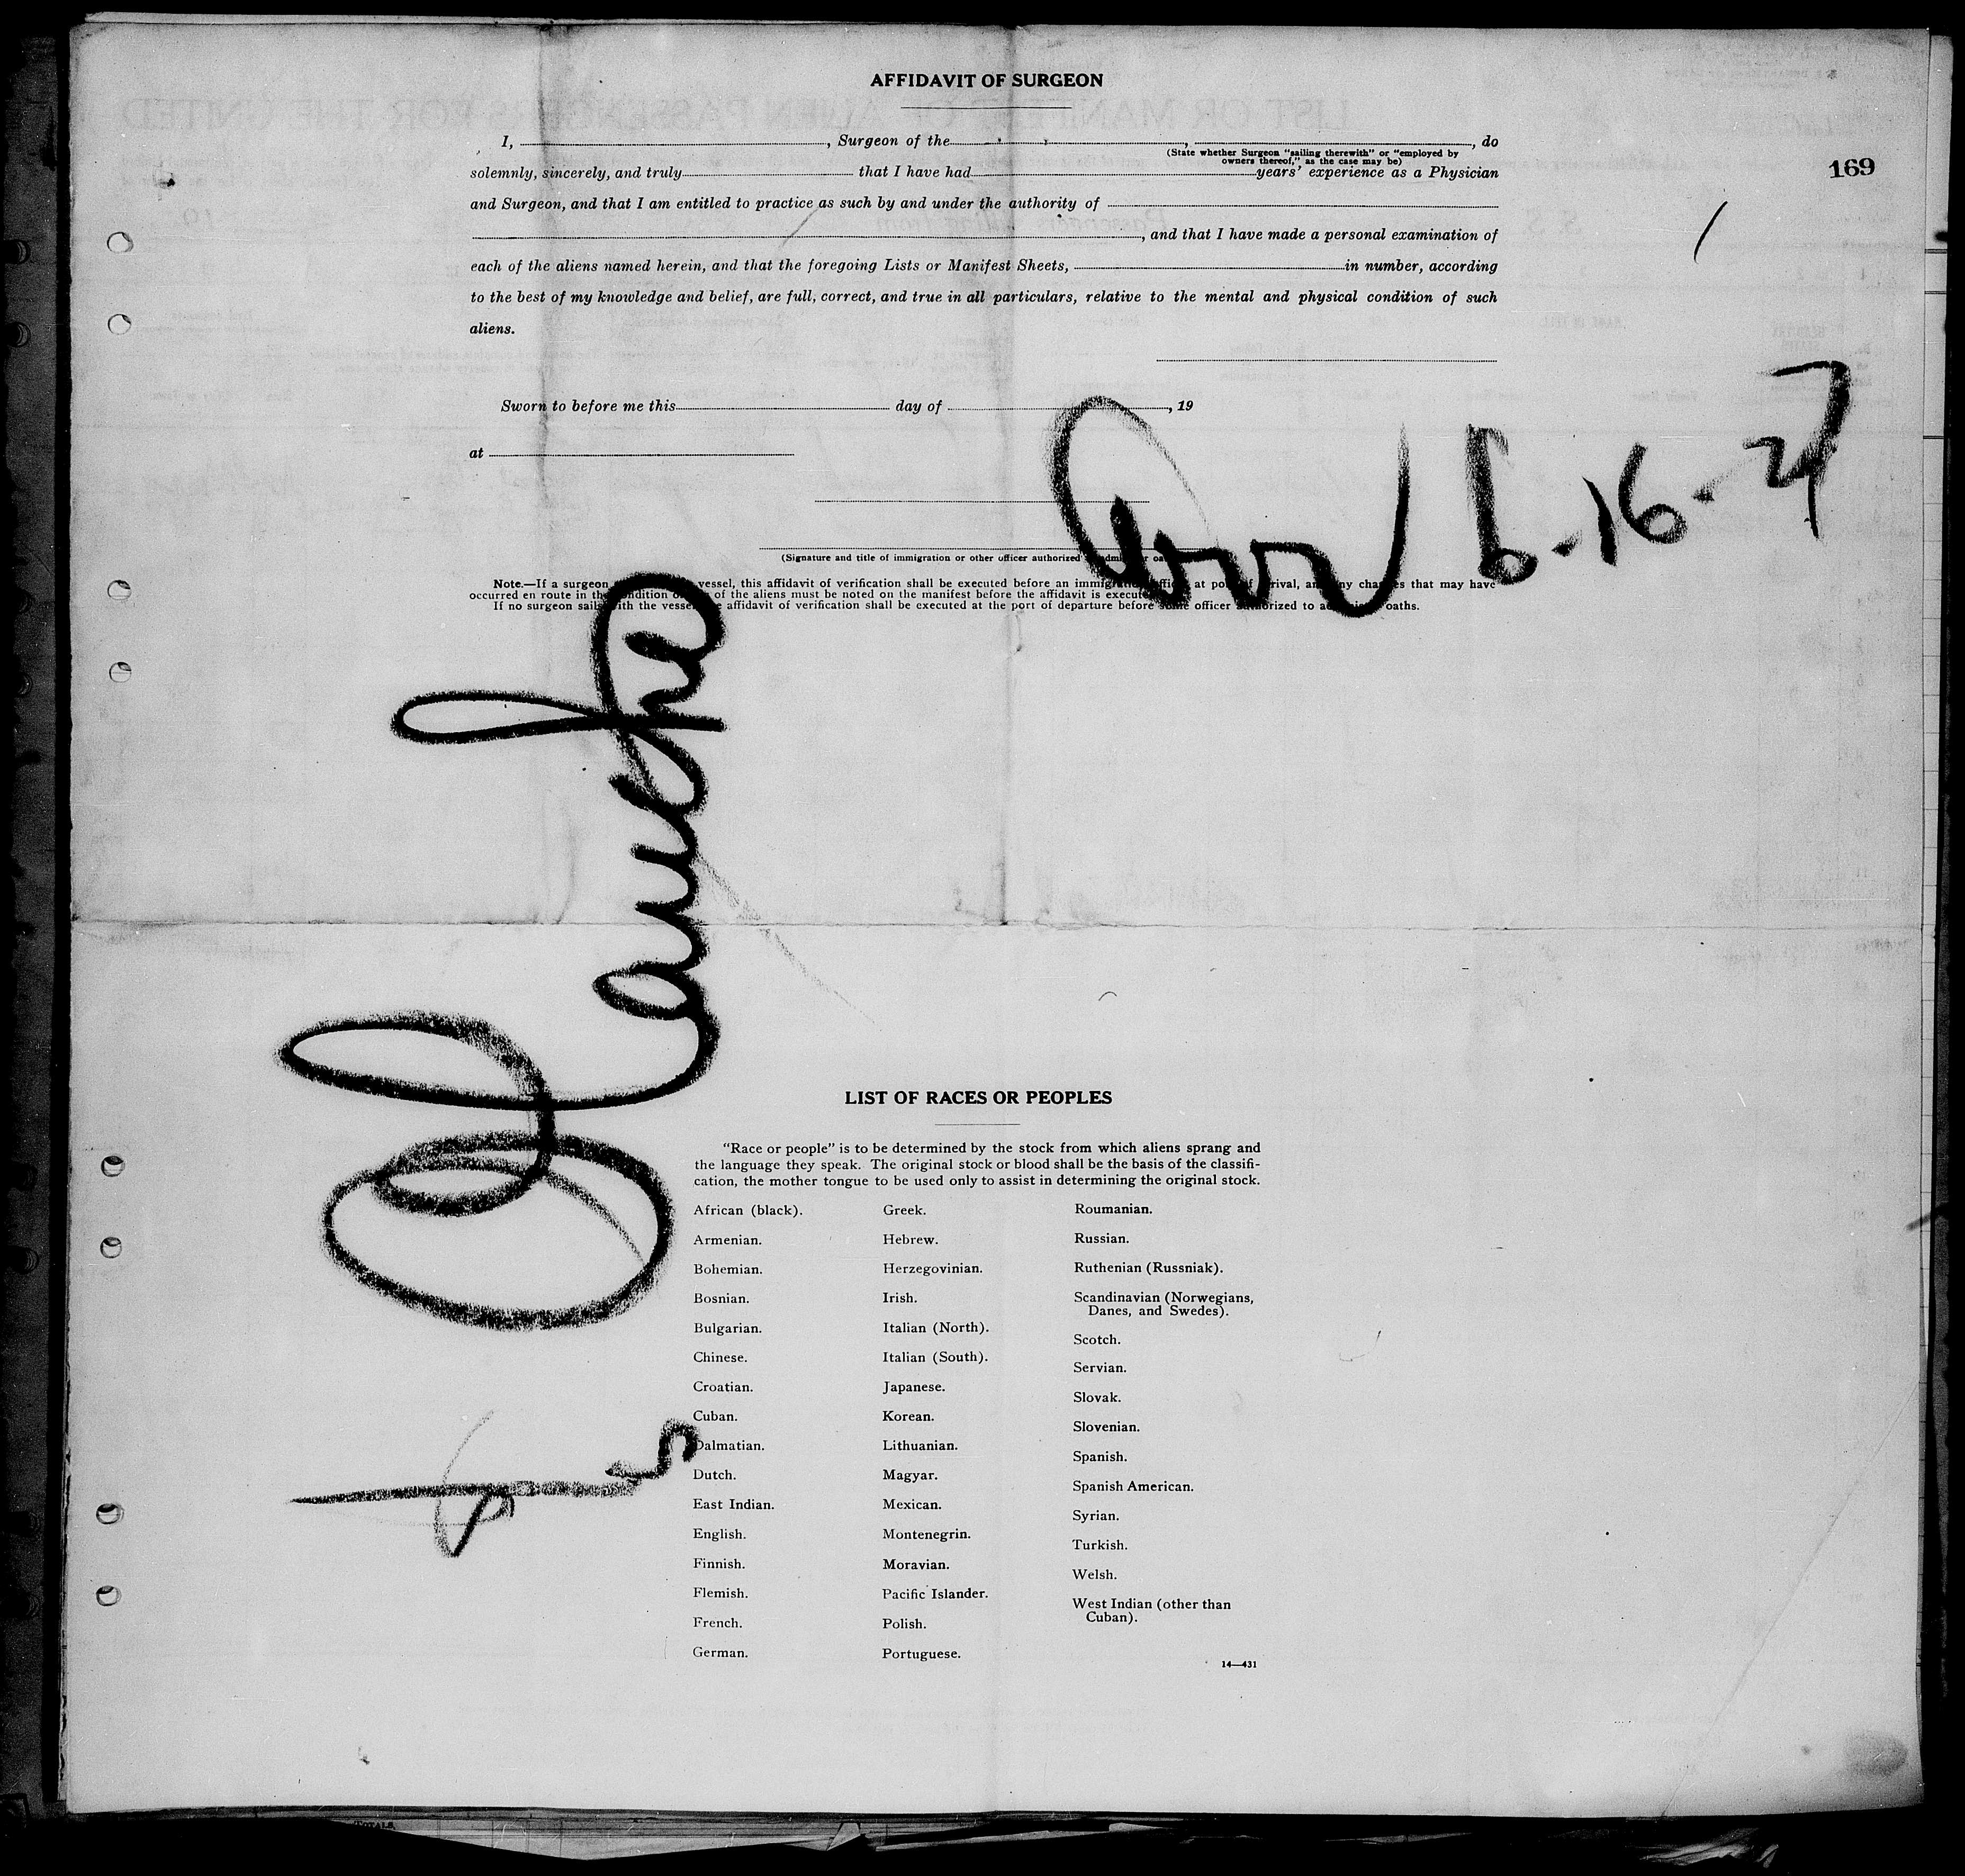 AFFIDAVIT OF SURGEON
I, , Surgeon of the , , do
(State whether Surgeon "sailing therewith" or "employed by
owners thereof," as the case may be)
169
solemnly, sincerely, and truly that I have had years' experience as a Physician
and Surgeon, and that I am entitled to practice as such by and under the authority of
, and that I have made a personal examination of
each of the aliens named herein, and that the foregoing Lists or Manifest Sheets, in number, according
to the best of my knowledge and belief, are full, correct, and true in all particulars, relative to the mental and physical condition of such
aliens.
Sworn to before me this day of , 19
at
Arr 6-16-27
(Signature and title of immigration or other officer authorized
Note.—If a surgeon vessel, this affidavit of verification shall be executed before an immigration officer at port of arrival, and any changes that may have
occurred en route in the condition of of the aliens must be noted on the manifest before the affidavit is executed
If no surgeon sails with the vessel affidavit of verification shall be executed at the port of departure before some officer authorized to oaths.
LIST OF RACES OR PEOPLES
"Race or people" is to be determined by the stock from which aliens sprang and
the language they speak. The original stock or blood shall be the basis of the classifi-
cation, the mother tongue to be used only to assist in determining the original stock.
African (black).
Armenian.
Bohemian.
Bosnian.
Bulgarian.
Chinese.
Croatian.
Cuban.
Dalmatian.
Dutch.
East Indian.
English.
Finnish.
Flemish.
French.
German.
Greek.
Hebrew.
Herzegovinian.
Irish.
Italian (North).
Italian (South).
Japanese.
Korean.
Lithuanian.
Magyar.
Mexican.
Montenegrin.
Moravian.
Pacific Islander.
Polish.
Portuguese.
Roumanian.
Russian.
Ruthenian (Russniak).
Scandinavian (Norwegians,
Danes, and Swedes).
Scotch.
Servian.
Slovak.
Slovenian.
Spanish.
Spanish American.
Syrian.
Turkish.
Welsh.
West Indian (other than
Cuban).
14—431
TOTALS